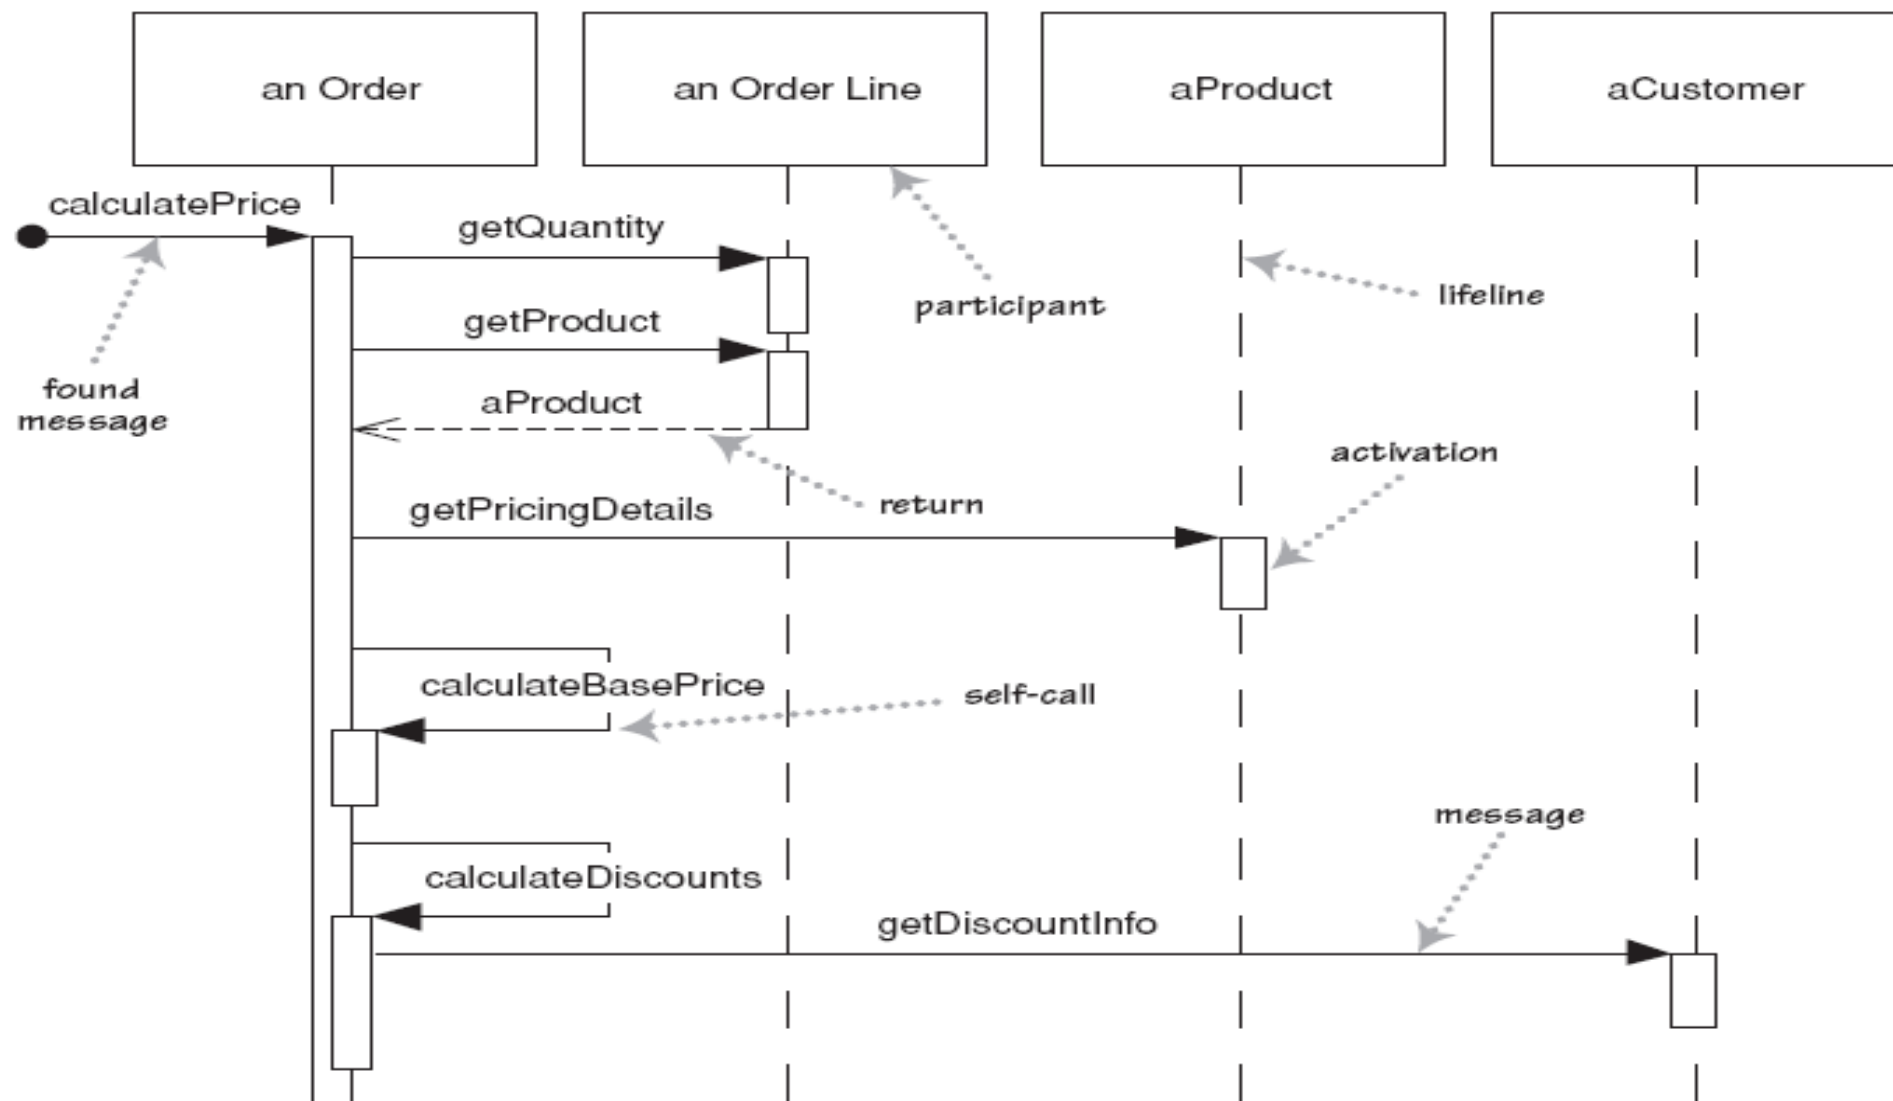 an Order
an Order Line
aProduct
aCustomer
calculatePrice
getQuantity
participant
lifeline
getProduct
found
message
aProduct
activation
return
getPricingDetails
calculateBasePrice
self-call
message
calculateDiscounts
getDiscountInfo